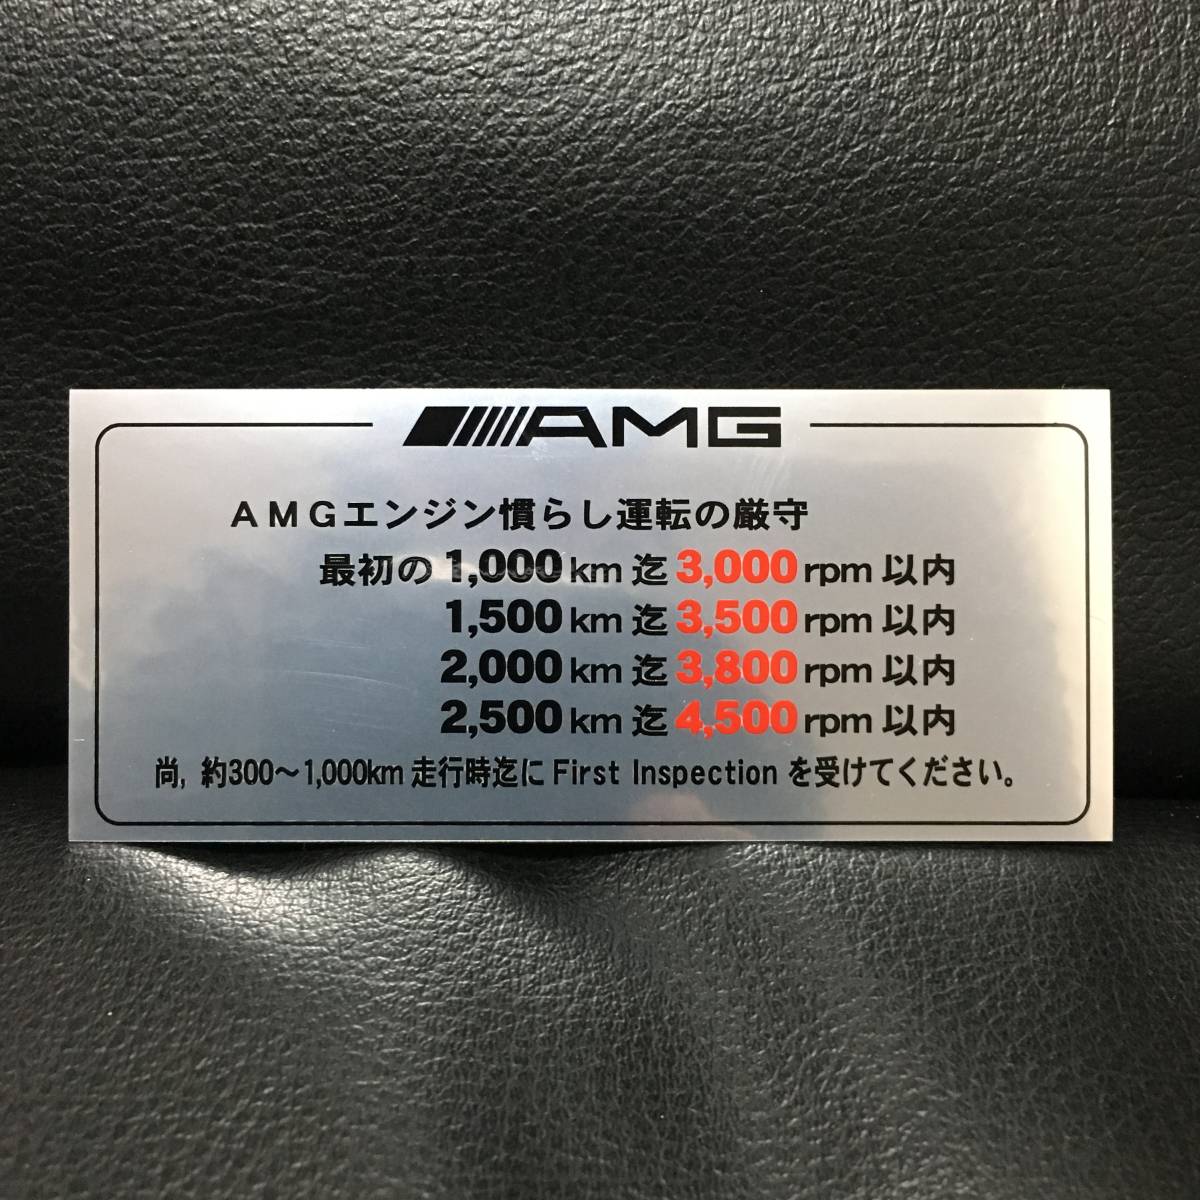 AMG
AMGエンジン慣らし運転の厳守
最初の 1,000 km 迄 3,000 rpm 以内
1,500 km 迄 3,500 rpm 以内
2,000 km 迄 3,800 rpm 以内
2,500 km 迄 4,500 rpm 以内
尚, 約300～1,000km 走行時迄に First Inspection を受けてください。